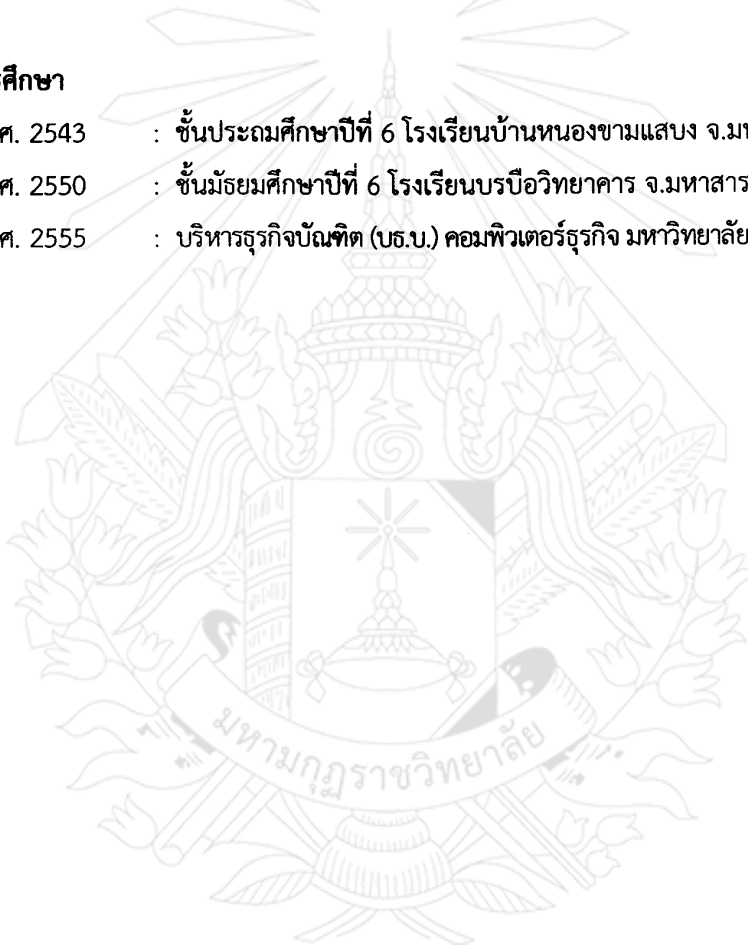 ศึกษา
ศ. 2543 : ชั้นประถมศึกษาปีที่ 6 โรงเรียนบ้านหนองขามแสบง จ.มห
ศ. 2550 : ชั้นมัธยมศึกษาปีที่ 6 โรงเรียนบรบือวิทยาคาร จ.มหาสาร
ศ. 2555 : บริหารธุรกิจบัณฑิต (บธ.บ.) คอมพิวเตอร์ธุรกิจ มหาวิทยาลัย
มหามกุฏราชวิทยาลัย